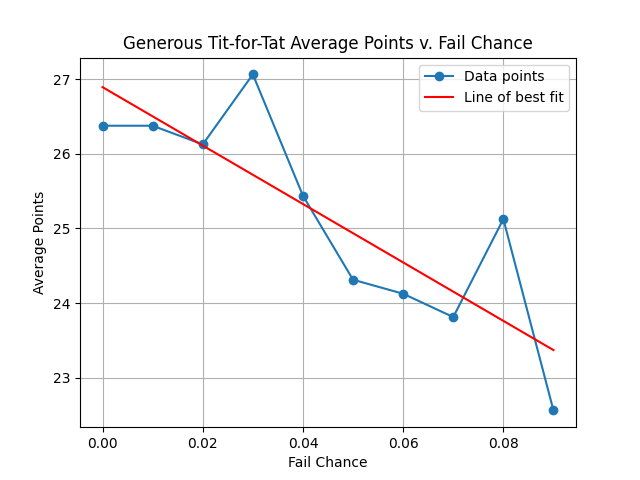 Generous Tit-for-Tat Average Points v. Fail Chance
Data points
Line of best fit
27
26
25
24
23
Average Points
0.00 0.02 0.04 0.06 0.08
Fail Chance